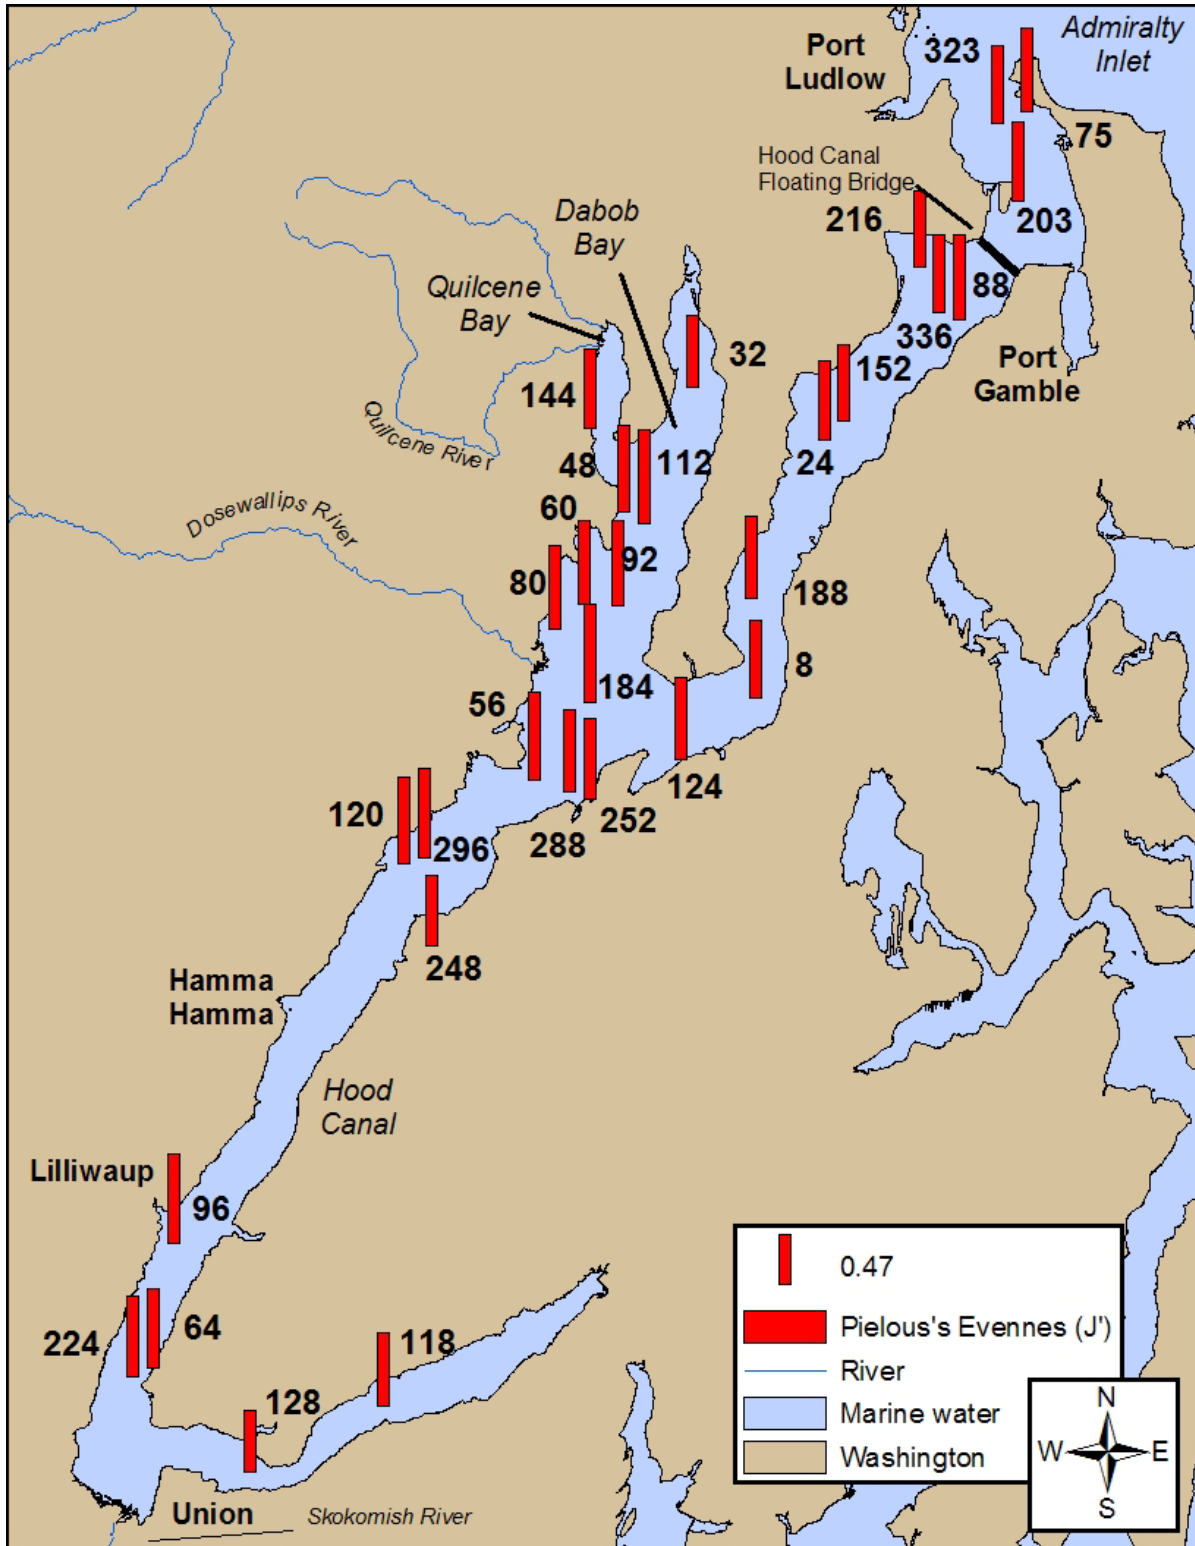 Admiralty
Inlet
Port
Ludlow
323
75
Hood Canal
Floating Bridge
203
216
Dabob
Bay
88
Quilcene
Bay
336
Port
Gamble
32
152
144
Quilcene River
24
48
112
60
Dosewallips River
92
80
188
8
184
56
124
120
252
288
296
248
Hamma
Hamma
Hood
Canal
Lilliwaup
96
224
64
118
128
Union
Skokomish River
0.47
Pielous's Evennes (J')
River
Marine water
Washington
N
W
E
S